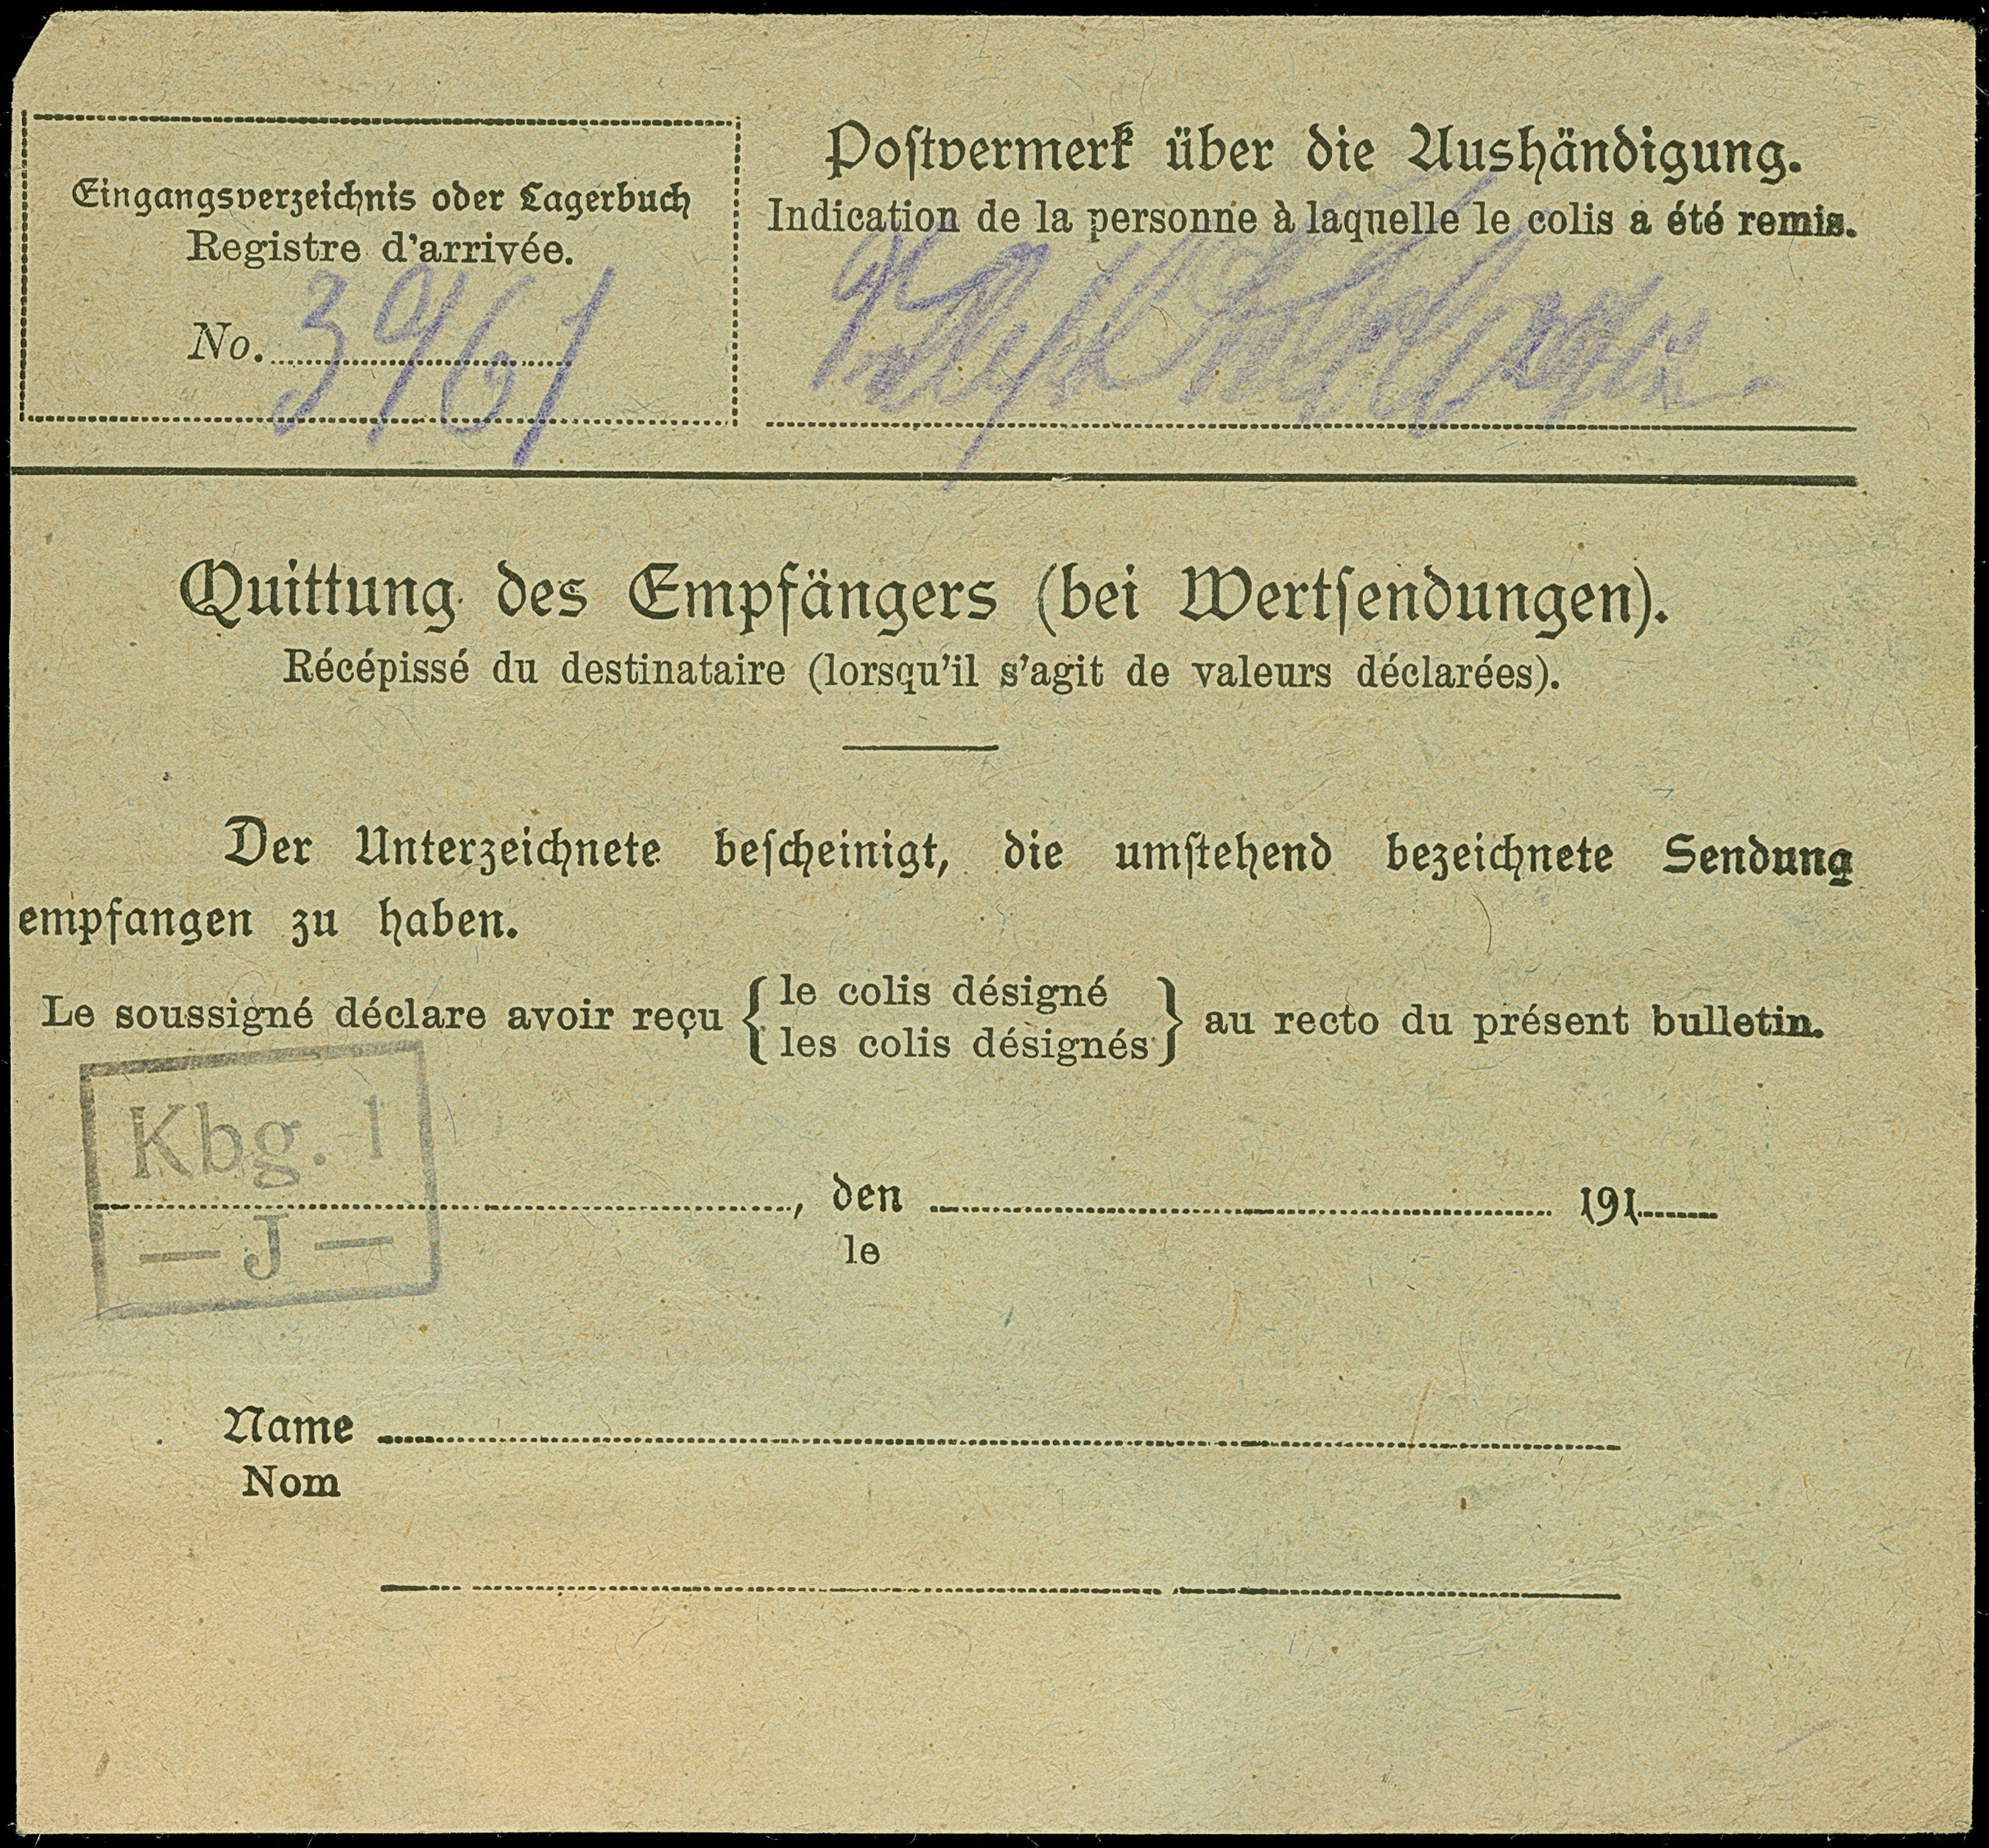 Eingangsverzeichnis oder Lagerbuch
Registre d'arrivée.
No. 3961
Poſtvermerk über die Aushändigung.
Indication de la personne à laquelle le colis a été remis.
Quittung des Empfängers (bei Wertſendungen).
Récépissé du destinataire (lorsqu'il s'agit de valeurs déclarées).
Der Unterzeichnete beſcheinigt, die umſtehend bezeichnete Sendung
empfangen zu haben.
Le soussigné déclare avoir reçu { le colis désigné
les colis désignés } au recto du présent bulletin.
Kbg. 1
— J —
, den 191
le
Name
Nom